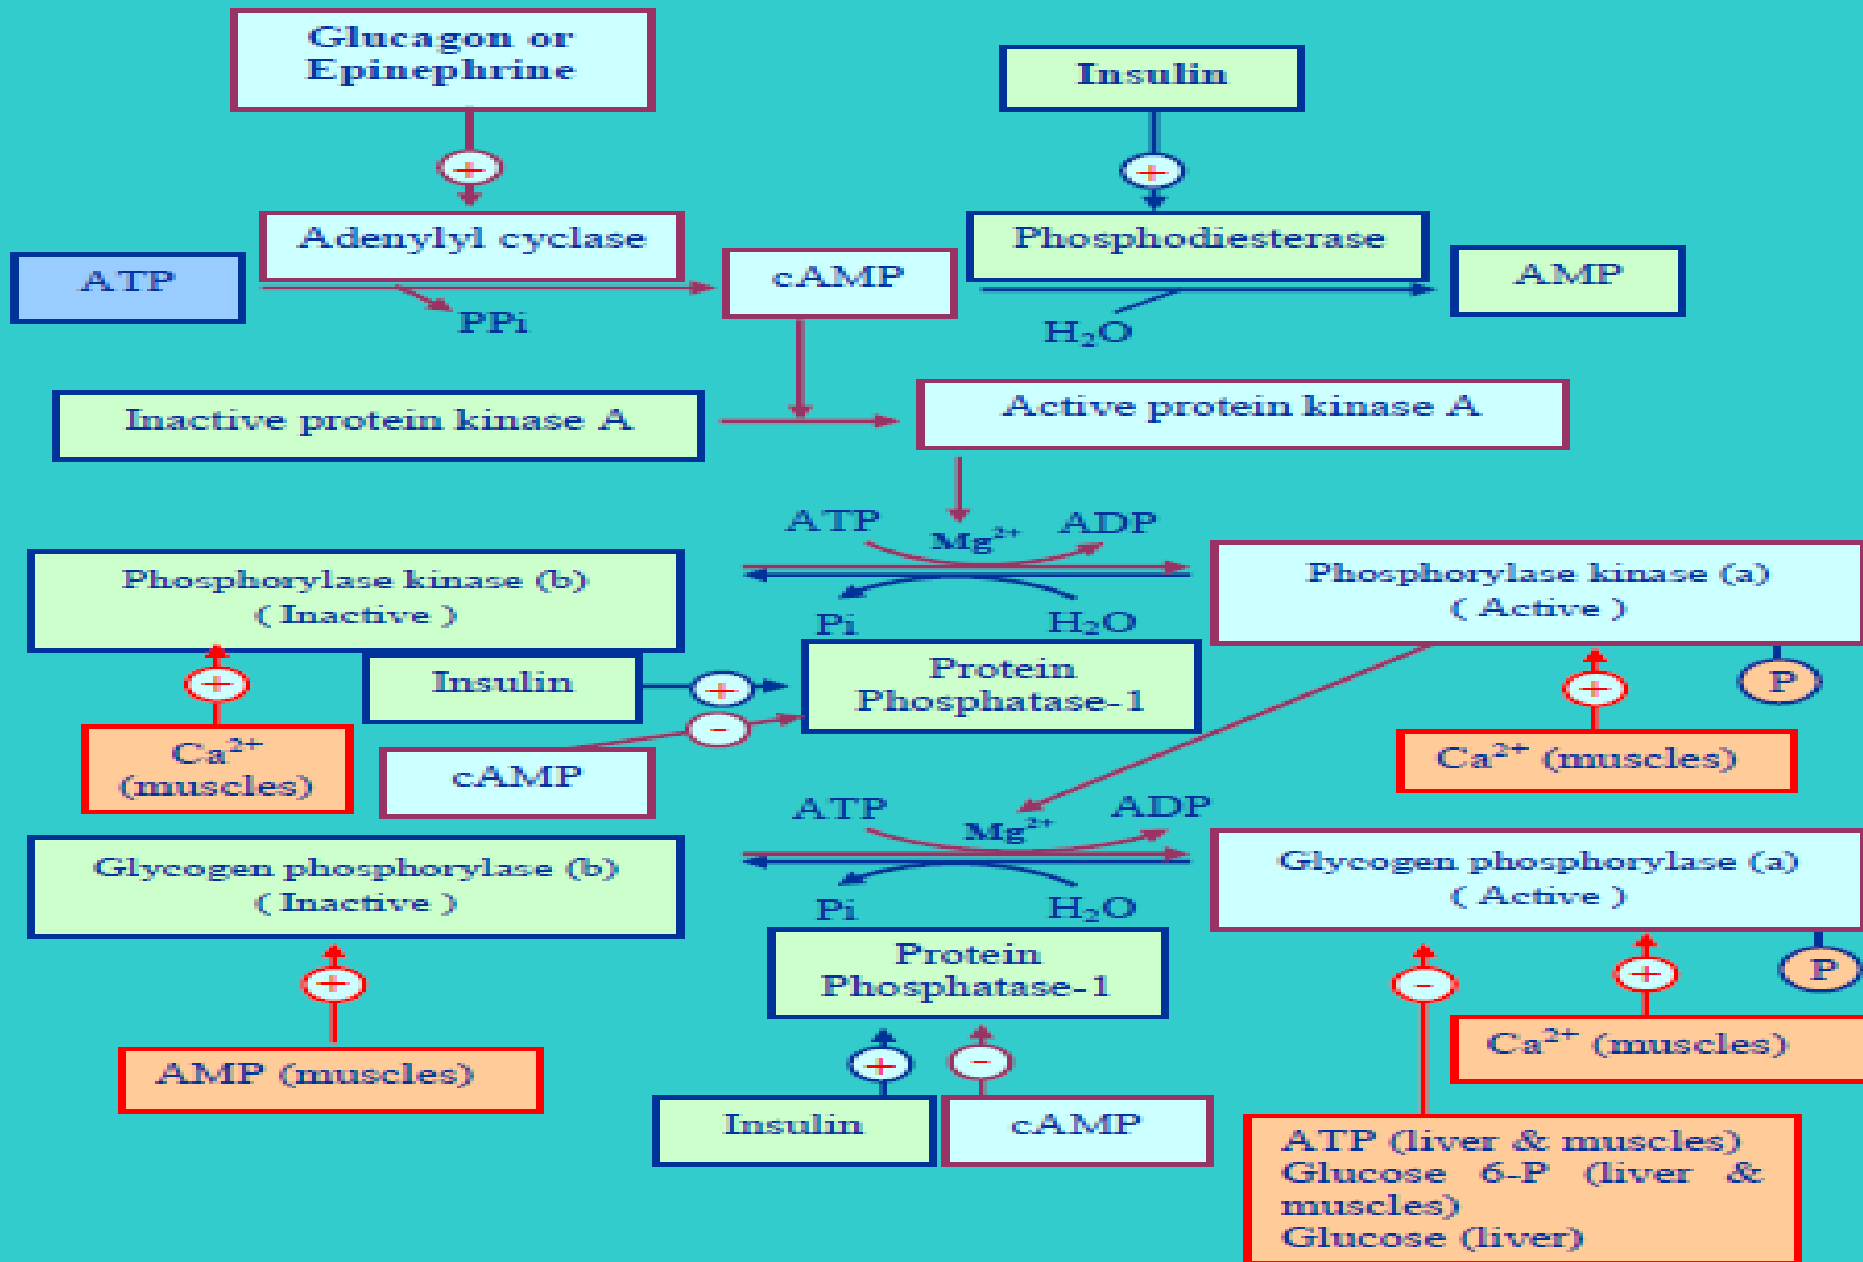 Glucagon or
Epinephrine
Insulin
+
+
Adenylyl cyclase
Phosphodiesterase
ATP
cAMP
AMP
PPi
H₂O
Inactive protein kinase A
Active protein kinase A
ATP
Mg²⁺
ADP
Phosphorylase kinase (b)
( Inactive )
Phosphorylase kinase (a)
( Active )
Pi
H₂O
+
Insulin
+
Protein
Phosphatase-1
+
P
-
Ca²⁺
(muscles)
cAMP
Ca²⁺ (muscles)
ATP
Mg²⁺
ADP
Glycogen phosphorylase (b)
( Inactive )
Glycogen phosphorylase (a)
( Active )
Pi
H₂O
+
Protein
Phosphatase-1
-
+
P
AMP (muscles)
+
-
Ca²⁺ (muscles)
Insulin
cAMP
ATP (liver & muscles)
Glucose 6-P (liver &
muscles)
Glucose (liver)